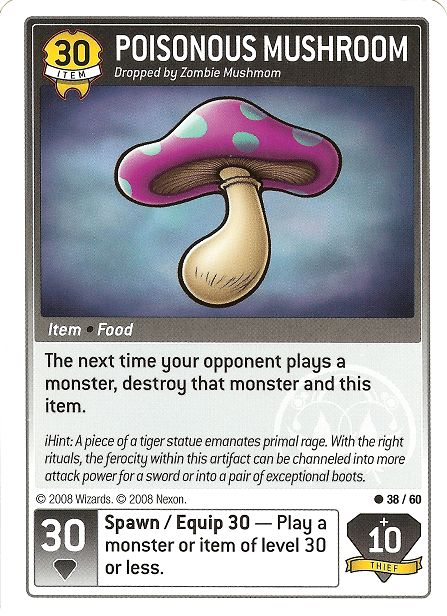 30
ITEM
POISONOUS MUSHROOM
Dropped by Zombie Mushmom
Item • Food
The next time your opponent plays a
monster, destroy that monster and this
item.
iHint: A piece of a tiger statue emanates primal rage. With the right
rituals, the ferocity within this artifact can be channeled into more
attack power for a sword or into a pair of exceptional boots.
© 2008 Wizards. © 2008 Nexon.
● 38 / 60
30
Spawn / Equip 30 — Play a
monster or item of level 30
or less.
+
10
THIEF